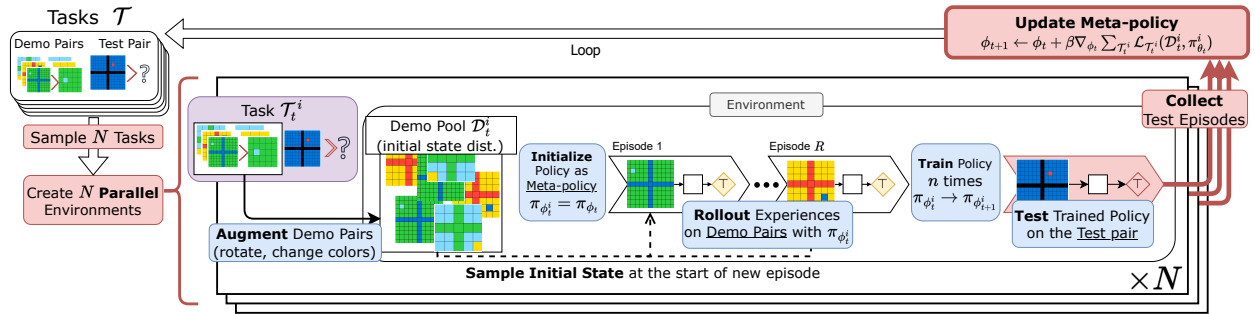 Tasks 𝒯
Demo Pairs
Test Pair
?
Sample N Tasks
Create N Parallel
Environments
Loop
Update Meta-policy
ϕ_{t+1} ← ϕ_t + β∇_{ϕ_t} ∑_{𝒯_t^i} ℒ_{𝒯_t^i}(𝒟_t^i, π_{θ_t^i})
Collect
Test Episodes
Environment
Task 𝒯_t^i
?
Demo Pool 𝒟_t^i
(initial state dist.)
Augment Demo Pairs
(rotate, change colors)
Initialize
Policy as
Meta-policy
π_{ϕ_t^i} = π_{ϕ_t}
Episode 1
T
Episode R
T
Rollout Experiences
on Demo Pairs with π_{ϕ_t^i}
Train Policy
n times
π_{ϕ_t^i} → π_{ϕ_{t+1}^i}
T
Test Trained Policy
on the Test pair
Sample Initial State at the start of new episode
×N